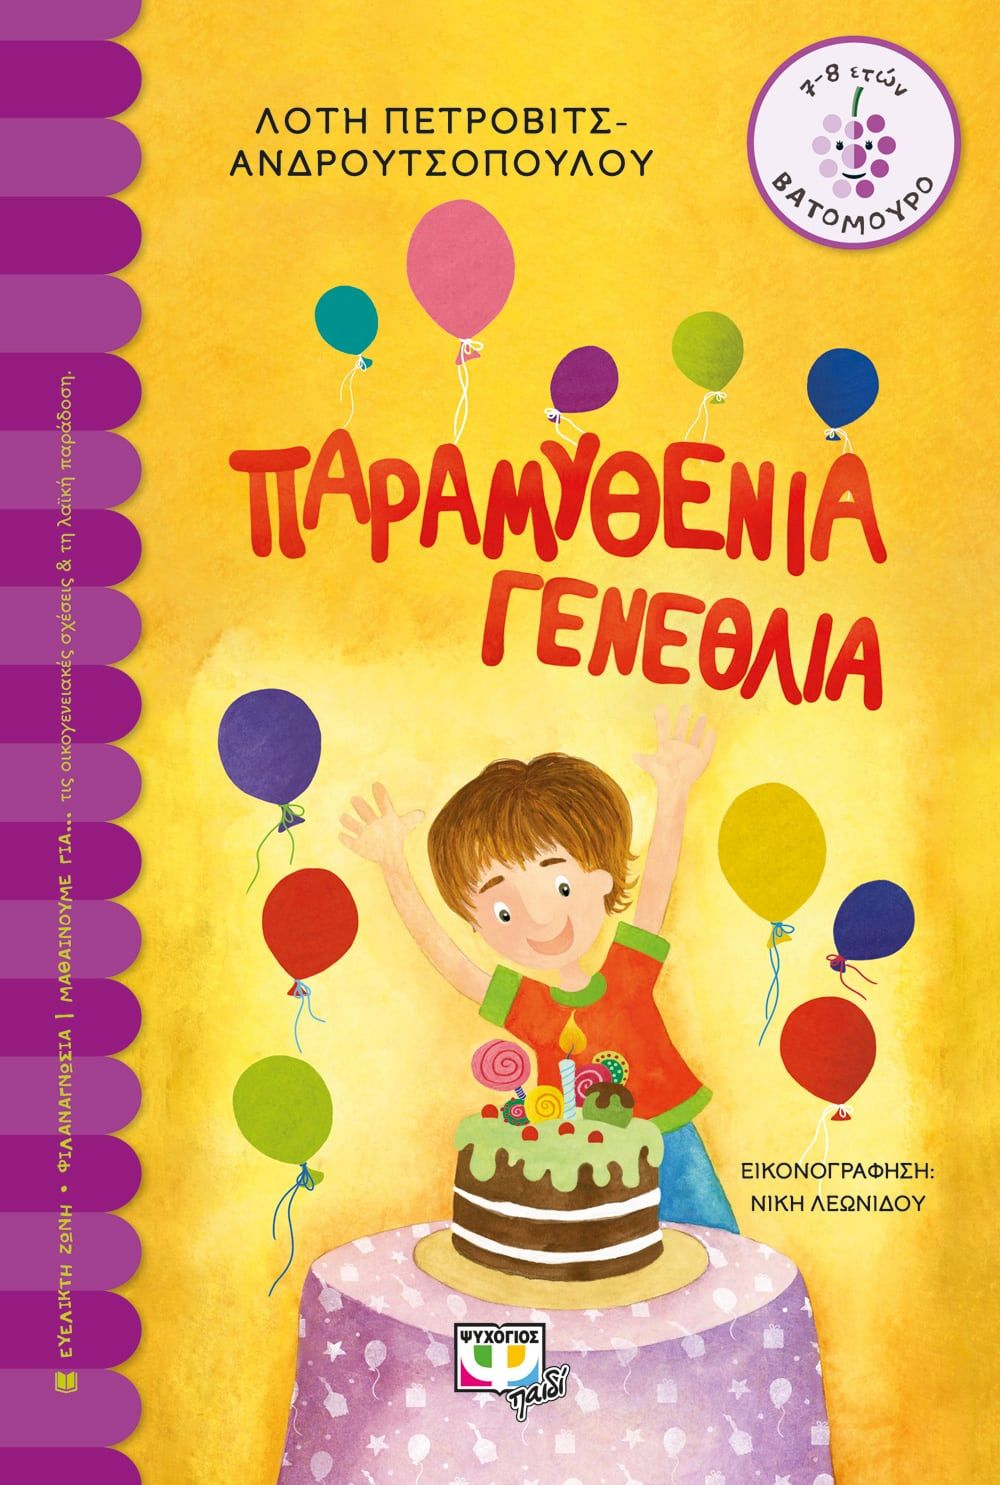 ΛΟΤΗ ΠΕΤΡΟΒΙΤΣ-
ΑΝΔΡΟΥΤΣΟΠΟΥΛΟΥ
7-8 ετών
ΒΑΤΟΜΟΥΡΟ
ΠΑΡΑΜΥΘΕΝΙΑ
ΓΕΝΕΘΛΙΑ
ΕΥΕΛΙΚΤΗ ΖΩΝΗ • ΦΙΛΑΝΑΓΝΩΣΙΑ | ΜΑΘΑΙΝΟΥΜΕ ΓΙΑ... τις οικογενειακές σχέσεις & τη λαϊκή παράδοση.
ΕΙΚΟΝΟΓΡΑΦΗΣΗ:
ΝΙΚΗ ΛΕΩΝΙΔΟΥ
ΨΥΧΟΓΙΟΣ
παιδί